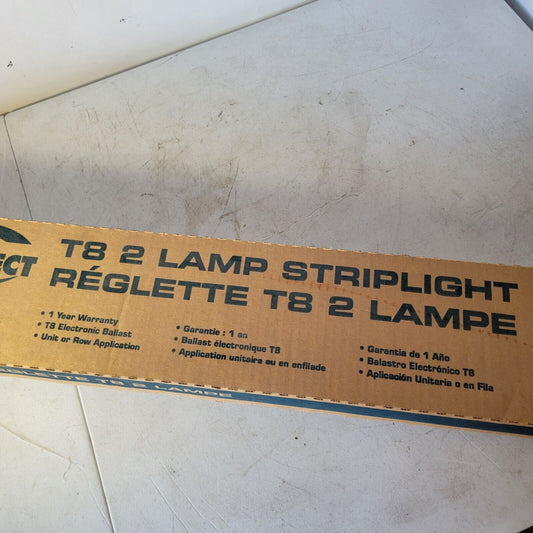 ECT
T8 2 LAMP STRIPLIGHT
RÉGLETTE T8 2 LAMPE
• 1 Year Warranty
• T8 Electronic Ballast
• Unit or Row Application
• Garantie : 1 an
• Ballast électronique T8
• Application unitaire ou en enfilade
• Garantia de 1 Año
• Balastro Electrónico T8
• Aplicación Unitaria o en Fila
RÉGLETTE T8 2 LAMPE